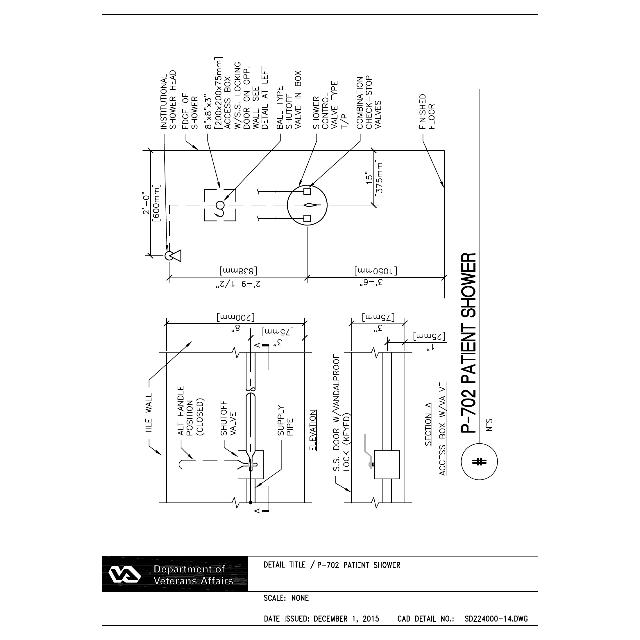 INSTITUTIONAL
SHOWER HEAD
EDGE OF
SHOWER
8"x8"x3"
[200x200x75mm]
ACCESS BOX
W/S.S. LOCKING
DOOR ON OPP.
WALL SEE
DETAIL AT LEFT
BALL TYPE
SHUTOFF
VALVE IN BOX
SHOWER
CONTROL
VALVE TYPE
T/P
COMBINATION
CHECK-STOP
VALVES
FINISHED
FLOOR
2'-0"
[600mm]
15"
[375mm]
2'-9 1/2"
[838mm]
3'-6"
[1050mm]
8"
[200mm]
3"
[75mm]
3"
[75mm]
1"
[25mm]
TILE WALL
ALT HANDLE
POSITION
(CLOSED)
SHUTOFF
VALVE
SUPPLY
PIPE
A
A
ELEVATION
S.S. DOOR W/VANDALPROOF
LOCK (KEYED)
SECTION A
ACCESS BOX W/VALVE
# P-702 PATIENT SHOWER
NTS
VA
Department of
Veterans Affairs
DETAIL TITLE / P-702 PATIENT SHOWER
SCALE: NONE
DATE ISSUED: DECEMBER 1, 2015 CAD DETAIL NO.: SD224000-14.DWG